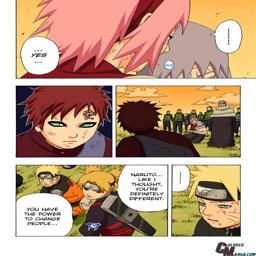 ...
...
YES ...
......
...
NARUTO...
LIKE I
THOUGHT,
YOU'RE
DEFINITELY
DIFFERENT.
YOU HAVE
THE POWER
TO CHANGE
PEOPLE...
COLORED
MANGA.COM